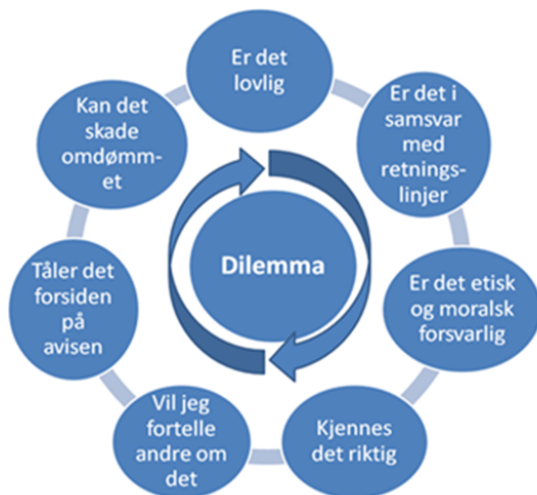 Er det
lovlig
Er det i
samsvar
med
retnings-
linjer
Er det etisk
og moralsk
forsvarlig
Kjennes
det riktig
Vil jeg
fortelle
andre om
det
Tåler det
forsiden
på
avisen
Kan det
skade
omdømm-
et
Dilemma